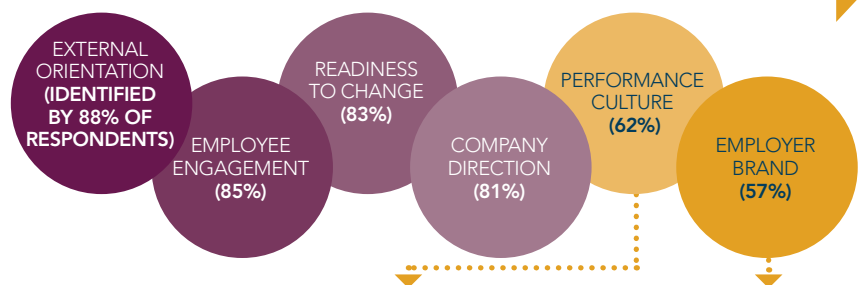 EXTERNAL
ORIENTATION
(IDENTIFIED
BY 88% OF
RESPONDENTS)
EMPLOYEE
ENGAGEMENT
(85%)
READINESS
TO CHANGE
(83%)
COMPANY
DIRECTION
(81%)
PERFORMANCE
CULTURE
(62%)
EMPLOYER
BRAND
(57%)